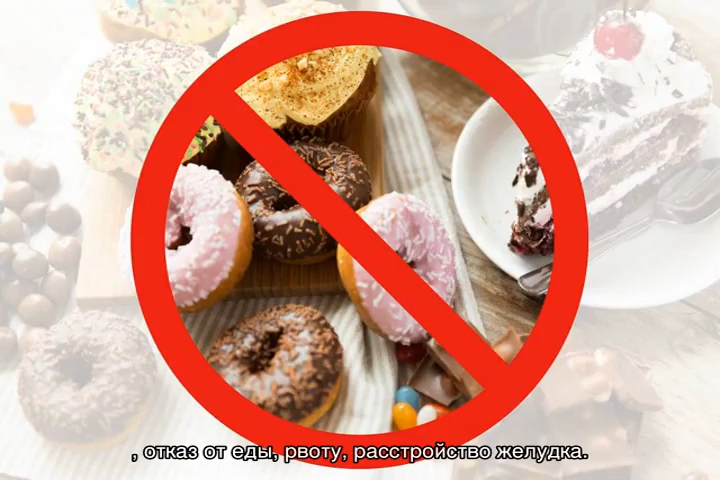 , отказ от еды, рвоту, расстройство желудка.